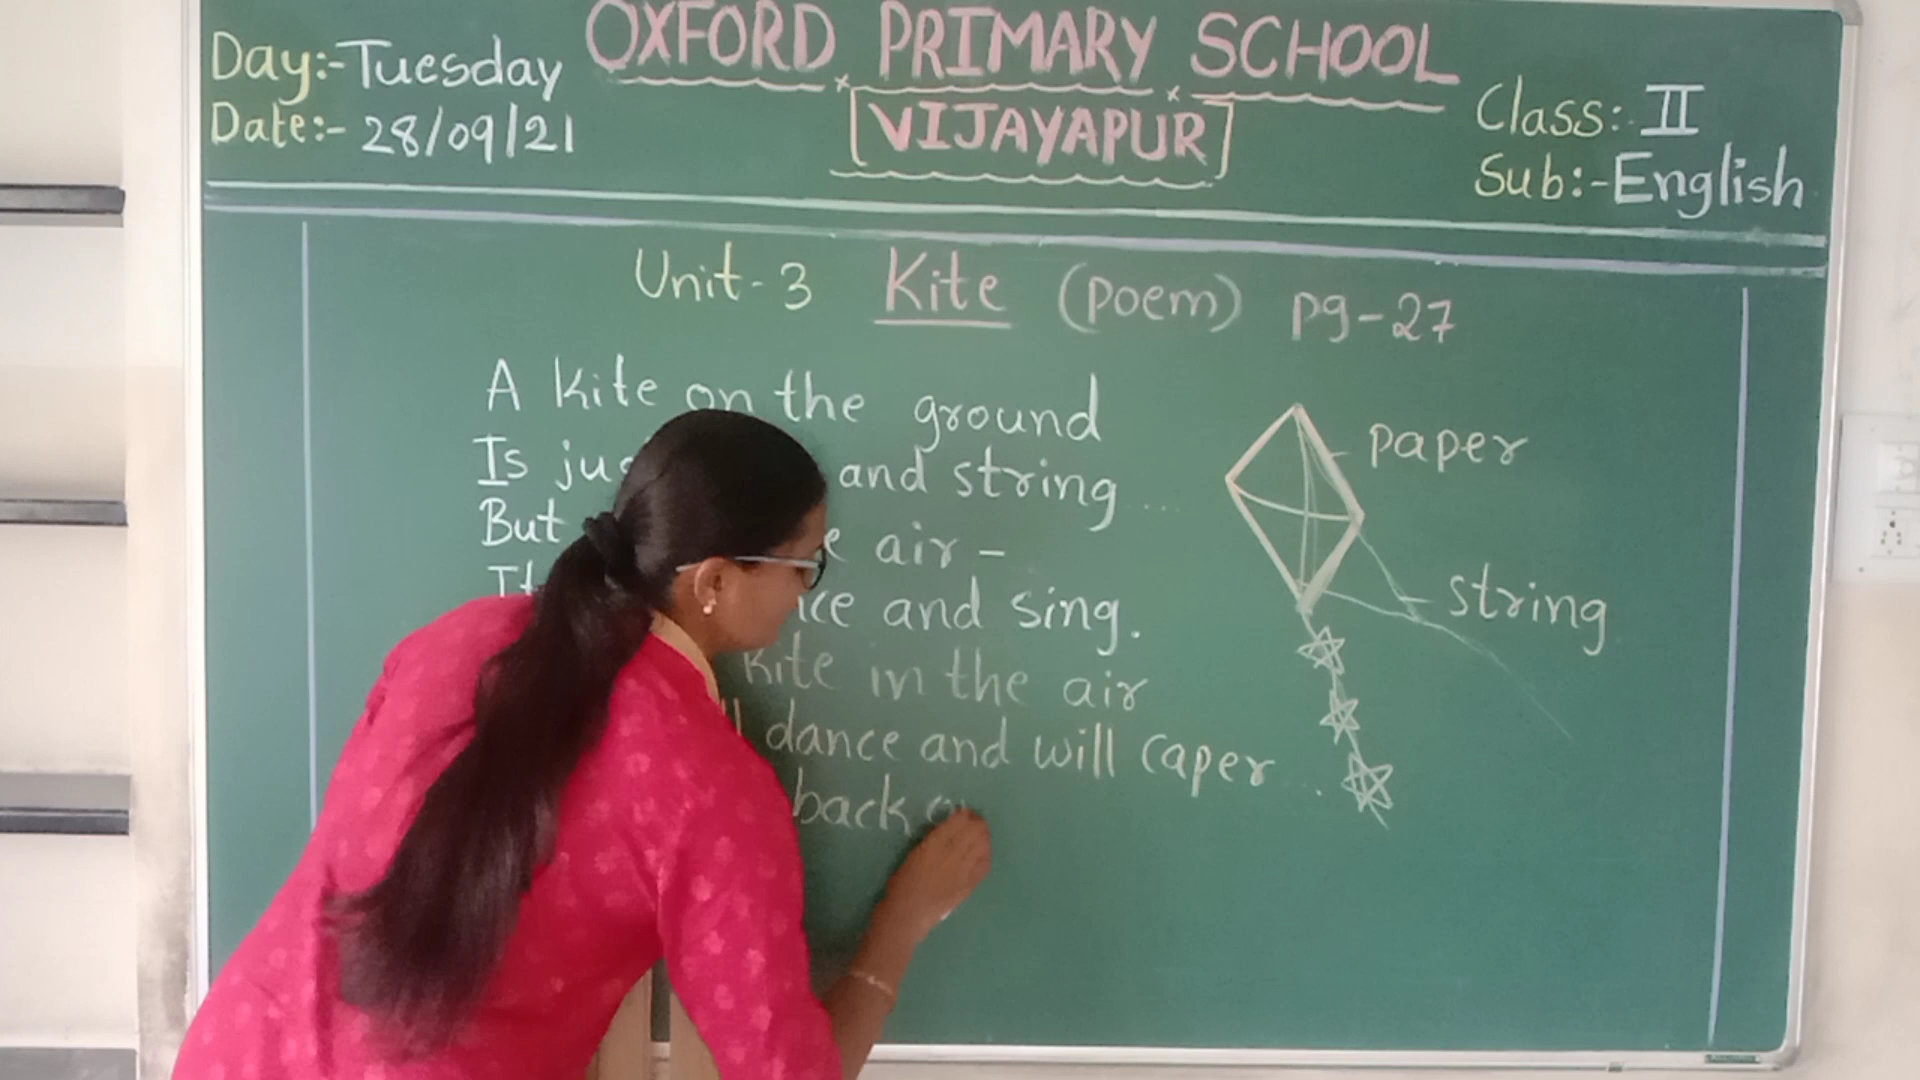 OXFORD PRIMARY SCHOOL
[VIJAYAPUR]
Day:-Tuesday
Date:- 28/09/21
Class:- II
Sub:-English
Unit-3 Kite (poem) pg-27
A kite on the ground
Is and string ....
But air -
and sing.
kite in the air
dance and will caper ...
back
paper
string